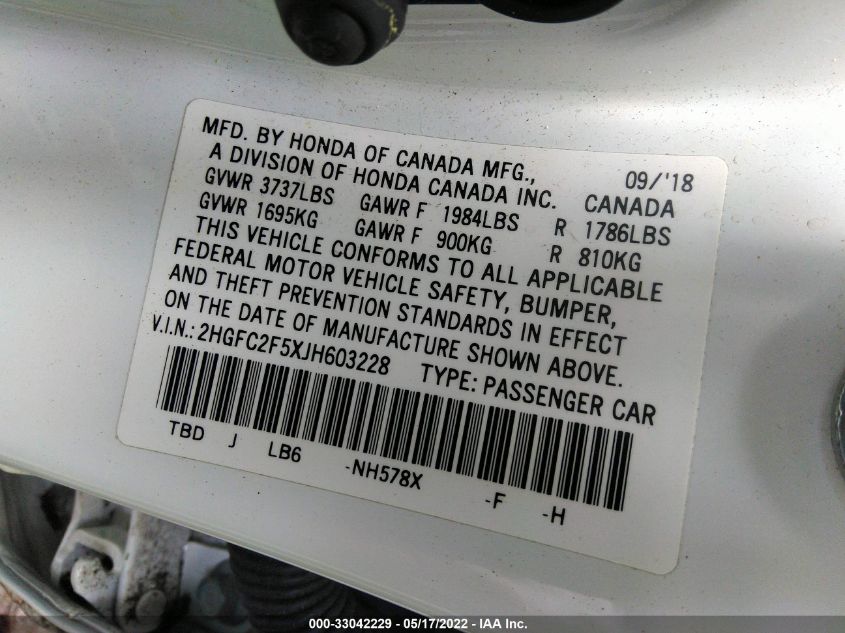 MFD. BY HONDA OF CANADA MFG., 09/'18
A DIVISION OF HONDA CANADA INC. CANADA
GVWR 3737LBS GAWR F 1984LBS R 1786LBS
GVWR 1695KG GAWR F 900KG R 810KG
THIS VEHICLE CONFORMS TO ALL APPLICABLE
FEDERAL MOTOR VEHICLE SAFETY, BUMPER,
AND THEFT PREVENTION STANDARDS IN EFFECT
ON THE DATE OF MANUFACTURE SHOWN ABOVE.
V.I.N.: 2HGFC2F5XJH603228 TYPE: PASSENGER CAR
TBD J LB6 -NH578X -F -H
000-33042229 - 05/17/2022 - IAA Inc.